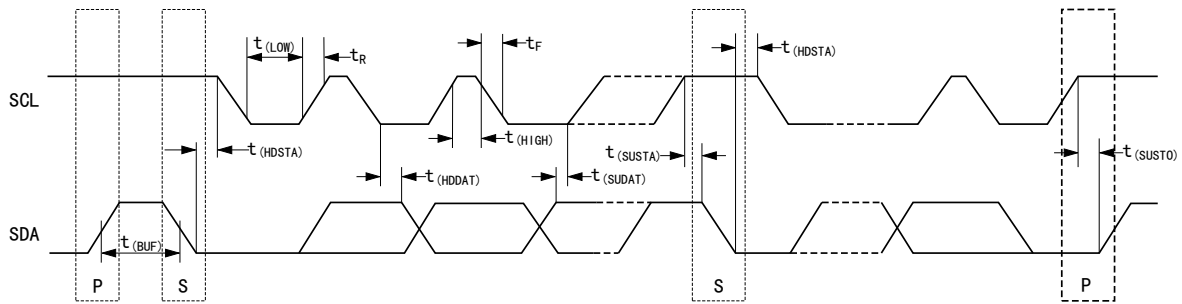 t(LOW)
tR
tF
t(HDSTA)
SCL
t(HDSTA)
t(HIGH)
t(SUSTA)
t(SUSTO)
t(HDDAT)
t(SUDAT)
SDA
t(BUF)
P
S
S
P